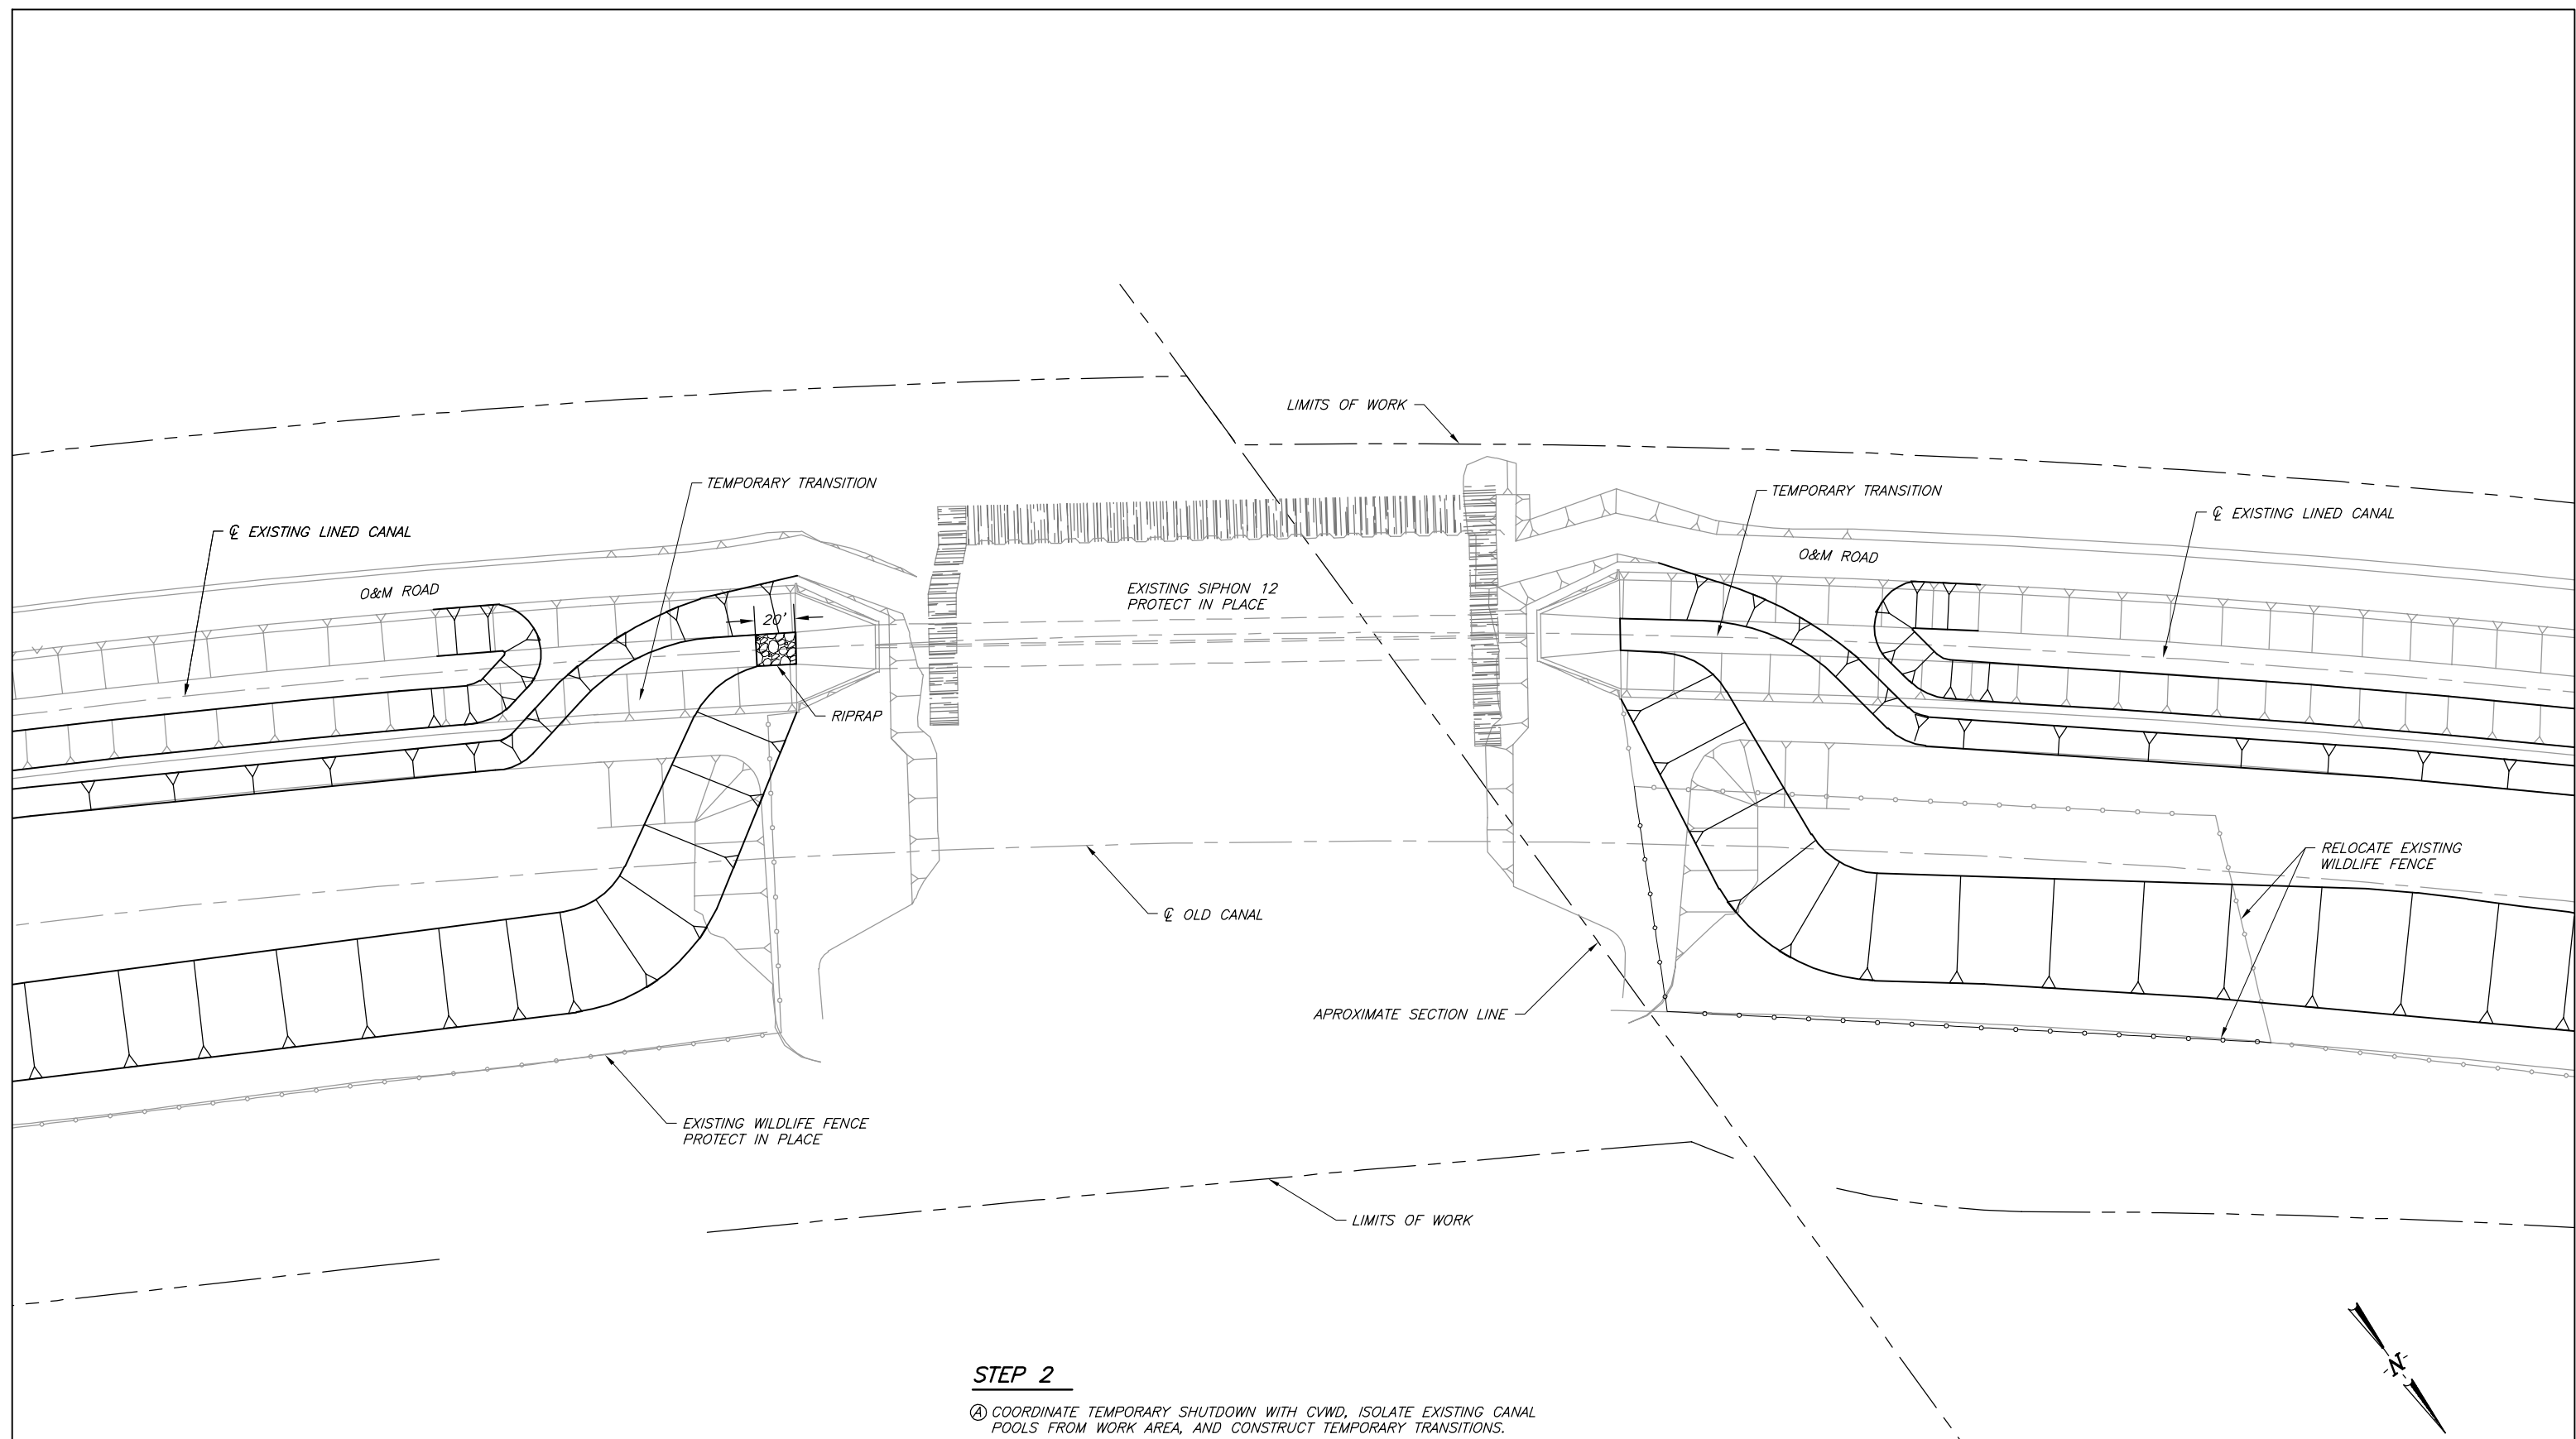 LIMITS OF WORK
TEMPORARY TRANSITION
TEMPORARY TRANSITION
℄ EXISTING LINED CANAL
℄ EXISTING LINED CANAL
O&M ROAD
O&M ROAD
EXISTING SIPHON 12
PROTECT IN PLACE
20'
RIPRAP
RELOCATE EXISTING
WILDLIFE FENCE
℄ OLD CANAL
APROXIMATE SECTION LINE
EXISTING WILDLIFE FENCE
PROTECT IN PLACE
LIMITS OF WORK
N
STEP 2
Ⓐ COORDINATE TEMPORARY SHUTDOWN WITH CVWD, ISOLATE EXISTING CANAL
POOLS FROM WORK AREA, AND CONSTRUCT TEMPORARY TRANSITIONS.